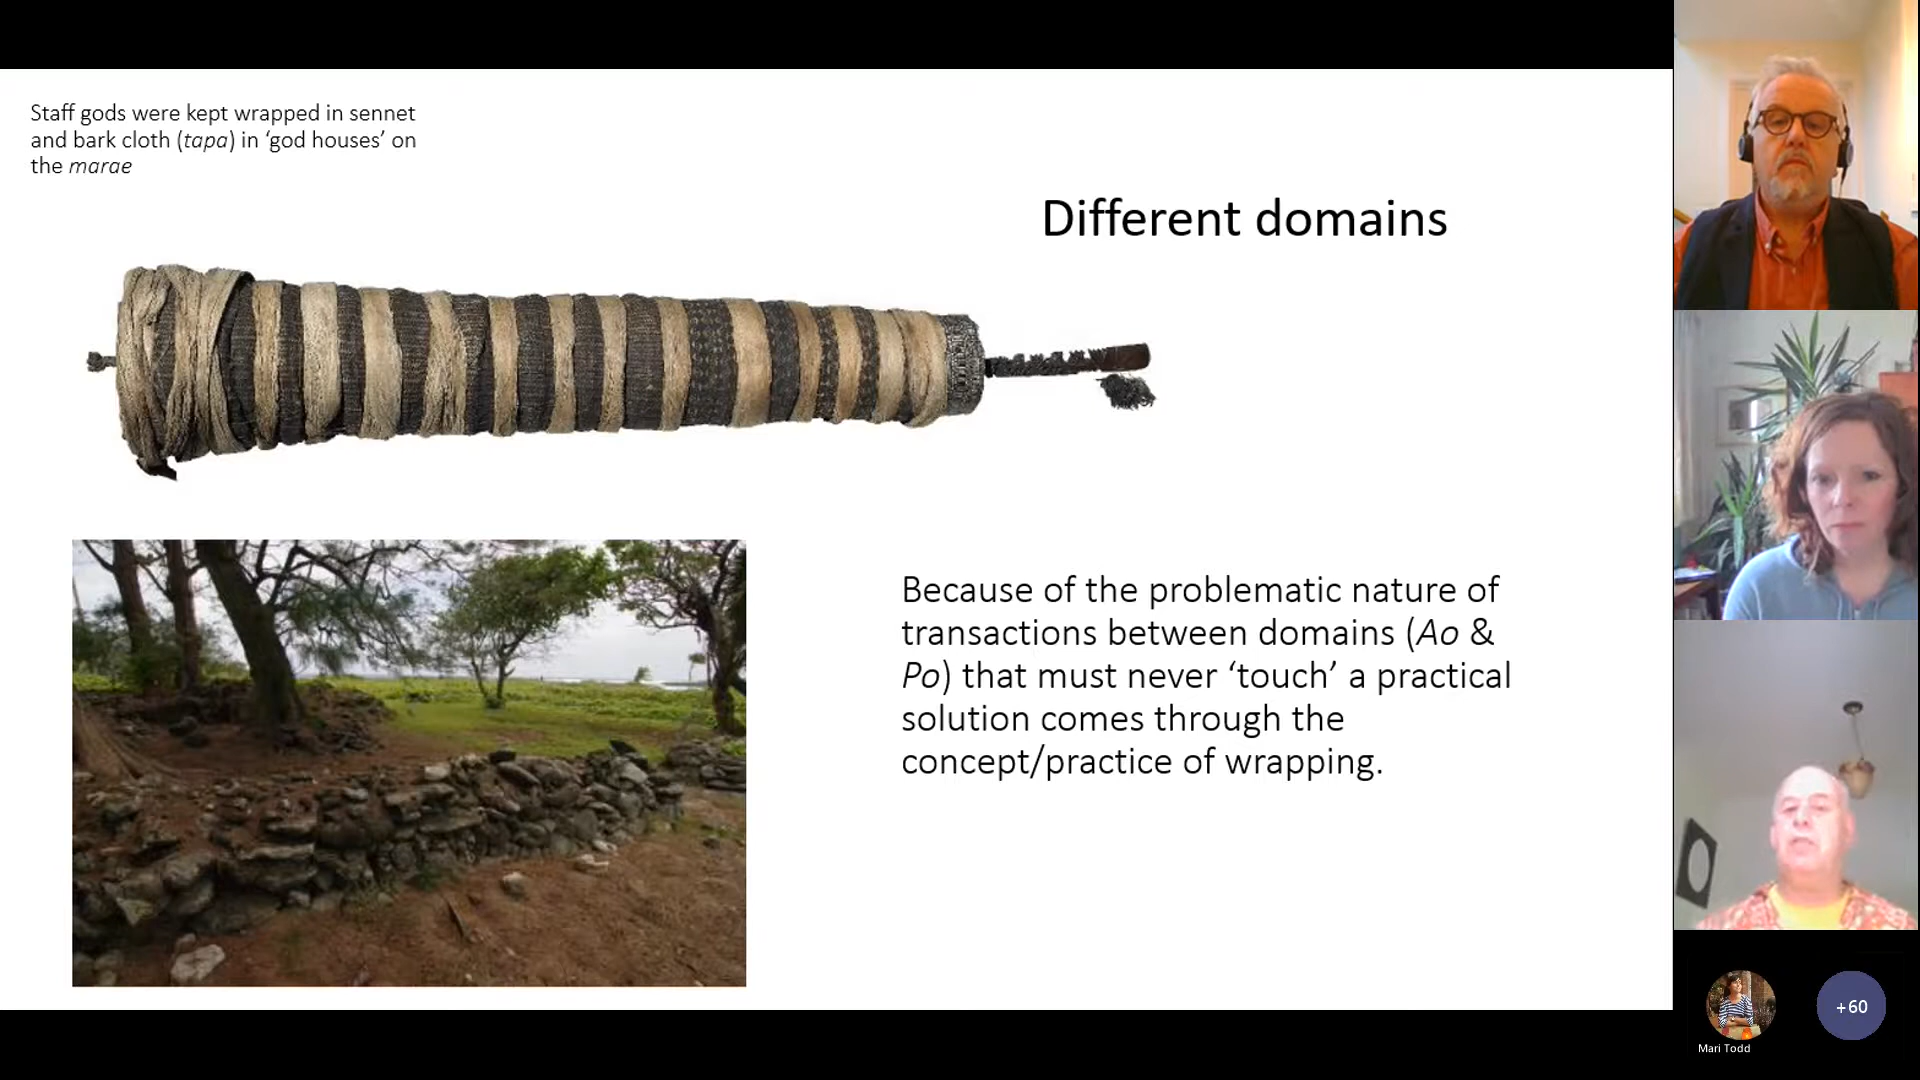 Staff gods were kept wrapped in sennet
and bark cloth (tapa) in ‘god houses’ on
the marae
Different domains
Because of the problematic nature of
transactions between domains (Ao &
Po) that must never ‘touch’ a practical
solution comes through the
concept/practice of wrapping.
Mari Todd
+60